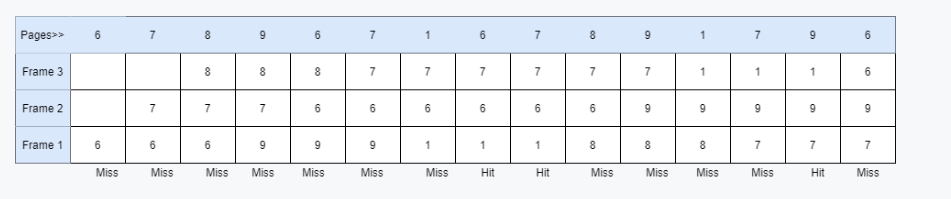 Pages>> 6 7 8 9 6 7 1 6 7 8 9 1 7 9 6
Frame 3 8 8 8 7 7 7 7 7 7 1 1 1 6
Frame 2 7 7 7 6 6 6 6 6 6 9 9 9 9 9
Frame 1 6 6 6 9 9 9 1 1 1 8 8 8 7 7 7
Miss Miss Miss Miss Miss Miss Miss Hit Hit Miss Miss Miss Miss Hit Miss